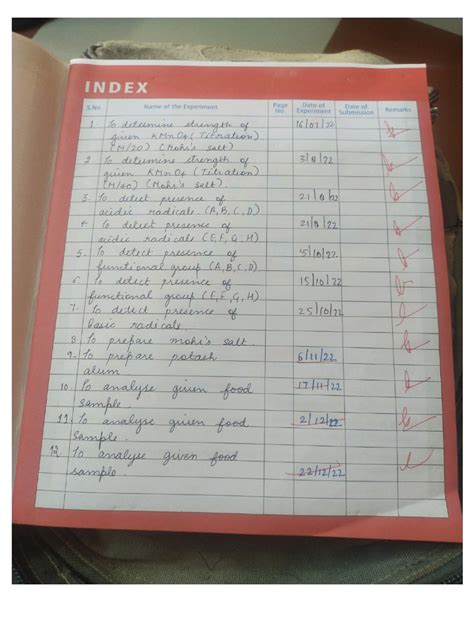 INDEX
S.No. Name of the Experiment Page No. Date of Experiment Date of Submission Remarks
1 To determine strength of 16/07/22
given KMnO4 (Titration)
(M/20) (Mohr's salt)
2 To determine strength of 3/8/22
given KMnO4 (Titration)
(M/40) (Mohr's salt).
3. To detect presence of 21/8/22
acidic radicals. (A,B,C,D)
4. To detect presence of 21/8/22
acidic radicals (E,F,G,H)
5. To detect presence of 5/10/22
functional group (A,B,C,D)
6. To detect presence of 15/10/22
functional group (E,F,G,H)
7. To detect presence of 25/10/22
basic radicals.
8. To prepare mohr's salt.
9. To prepare potash 6/11/22
alum.
10. To analyse given food 17/11/22
sample.
11. To analyse given food 2/12/22
sample.
12. To analyse given food
sample. 22/12/22